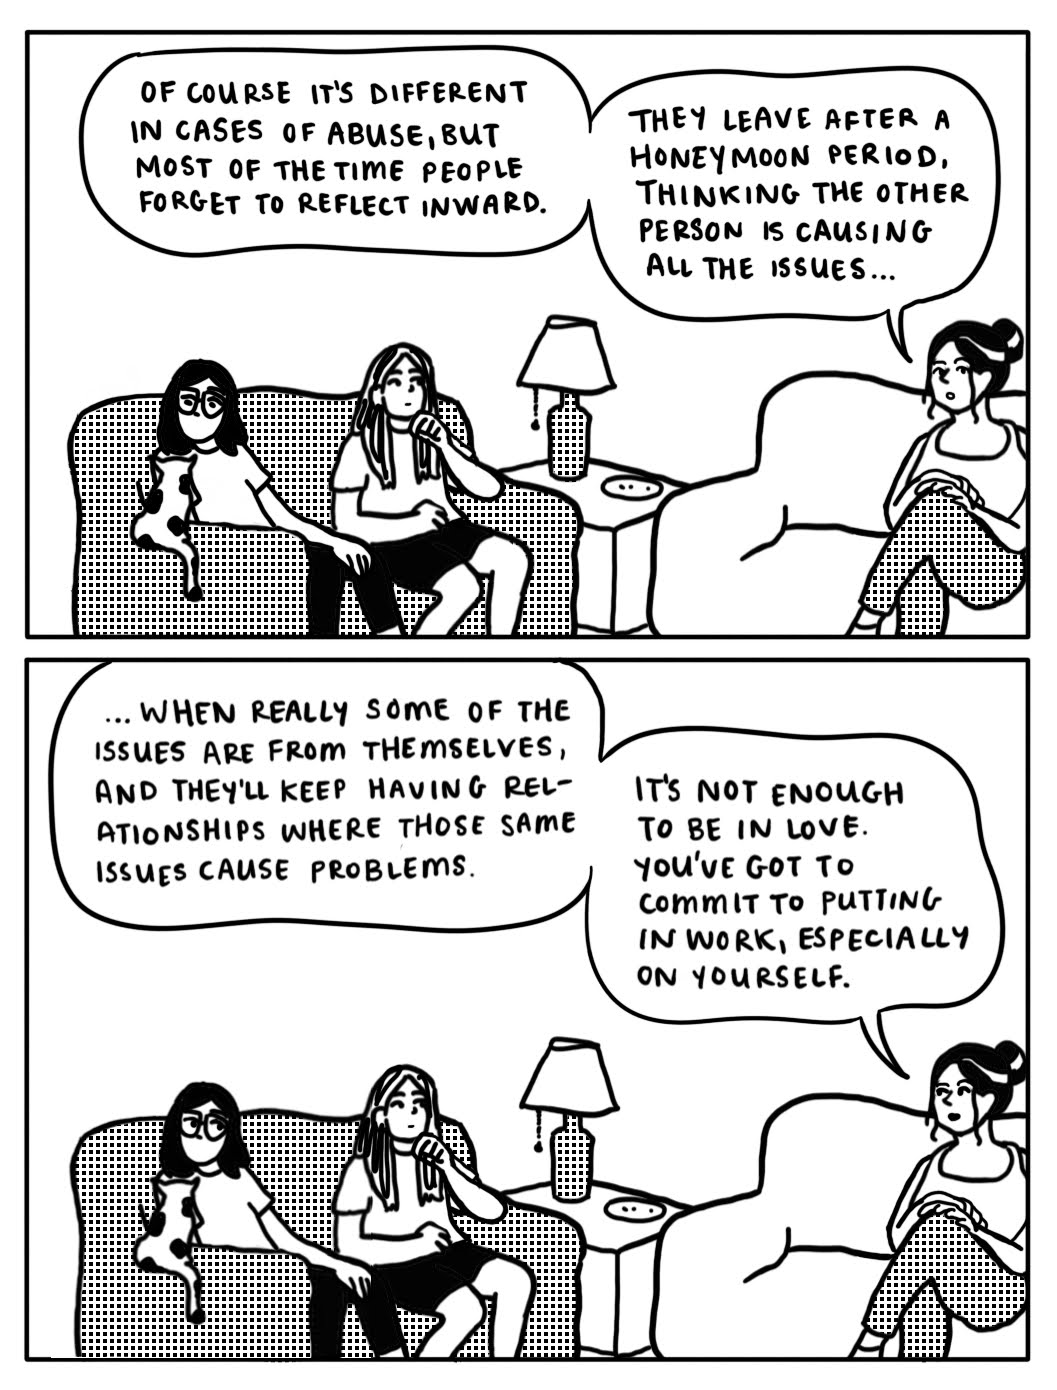 OF COURSE IT'S DIFFERENT
IN CASES OF ABUSE, BUT
MOST OF THE TIME PEOPLE
FORGET TO REFLECT INWARD.
THEY LEAVE AFTER A
HONEYMOON PERIOD,
THINKING THE OTHER
PERSON IS CAUSING
ALL THE ISSUES...
...WHEN REALLY SOME OF THE
ISSUES ARE FROM THEMSELVES,
AND THEY'LL KEEP HAVING REL-
ATIONSHIPS WHERE THOSE SAME
ISSUES CAUSE PROBLEMS.
IT'S NOT ENOUGH
TO BE IN LOVE.
YOU'VE GOT TO
COMMIT TO PUTTING
IN WORK, ESPECIALLY
ON YOURSELF.